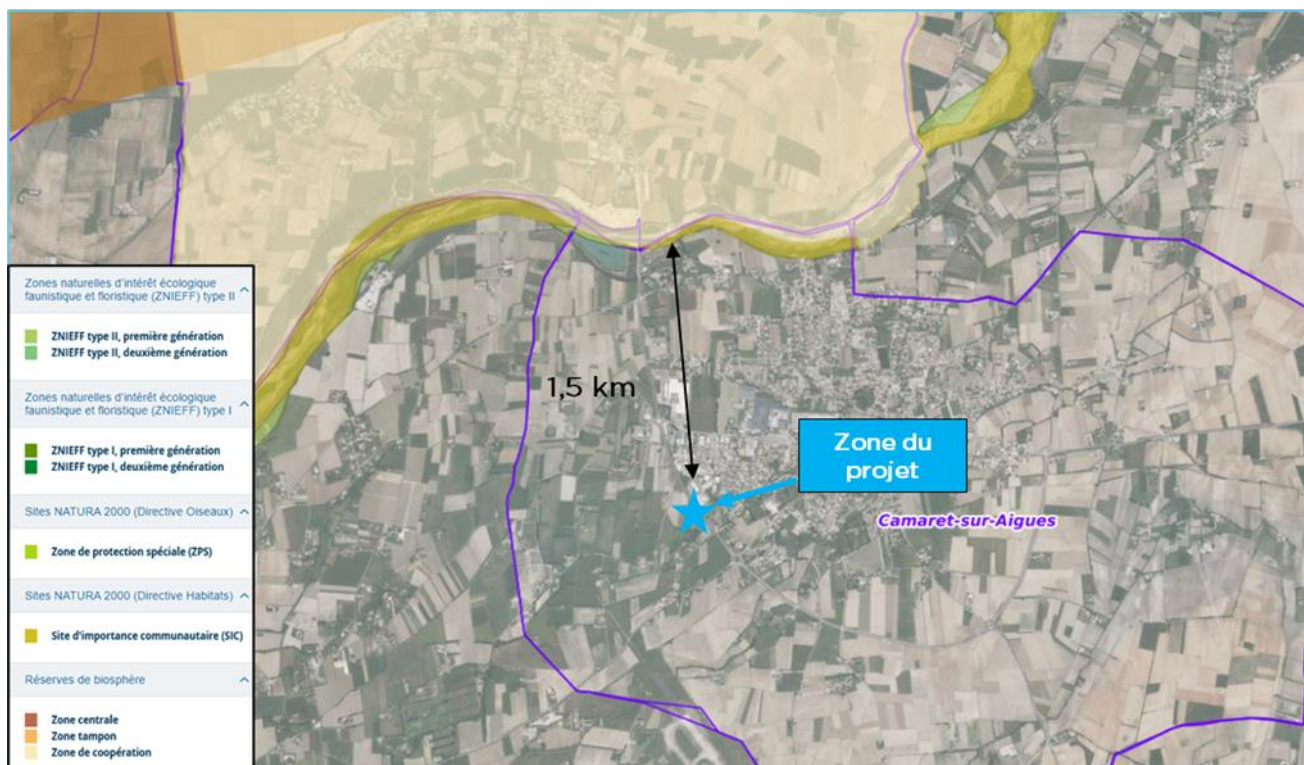 Zones naturelles d'intérêt écologique
faunistique et floristique (ZNIEFF) type II
ZNIEFF type II, première génération
ZNIEFF type II, deuxième génération
Zones naturelles d'intérêt écologique
faunistique et floristique (ZNIEFF) type I
ZNIEFF type I, première génération
ZNIEFF type I, deuxième génération
Sites NATURA 2000 (Directive Oiseaux)
Zone de protection spéciale (ZPS)
Sites NATURA 2000 (Directive Habitats)
Site d'importance communautaire (SIC)
Réserves de biosphère
Zone centrale
Zone tampon
Zone de coopération
1,5 km
Zone du
projet
Camaret-sur-Aigues